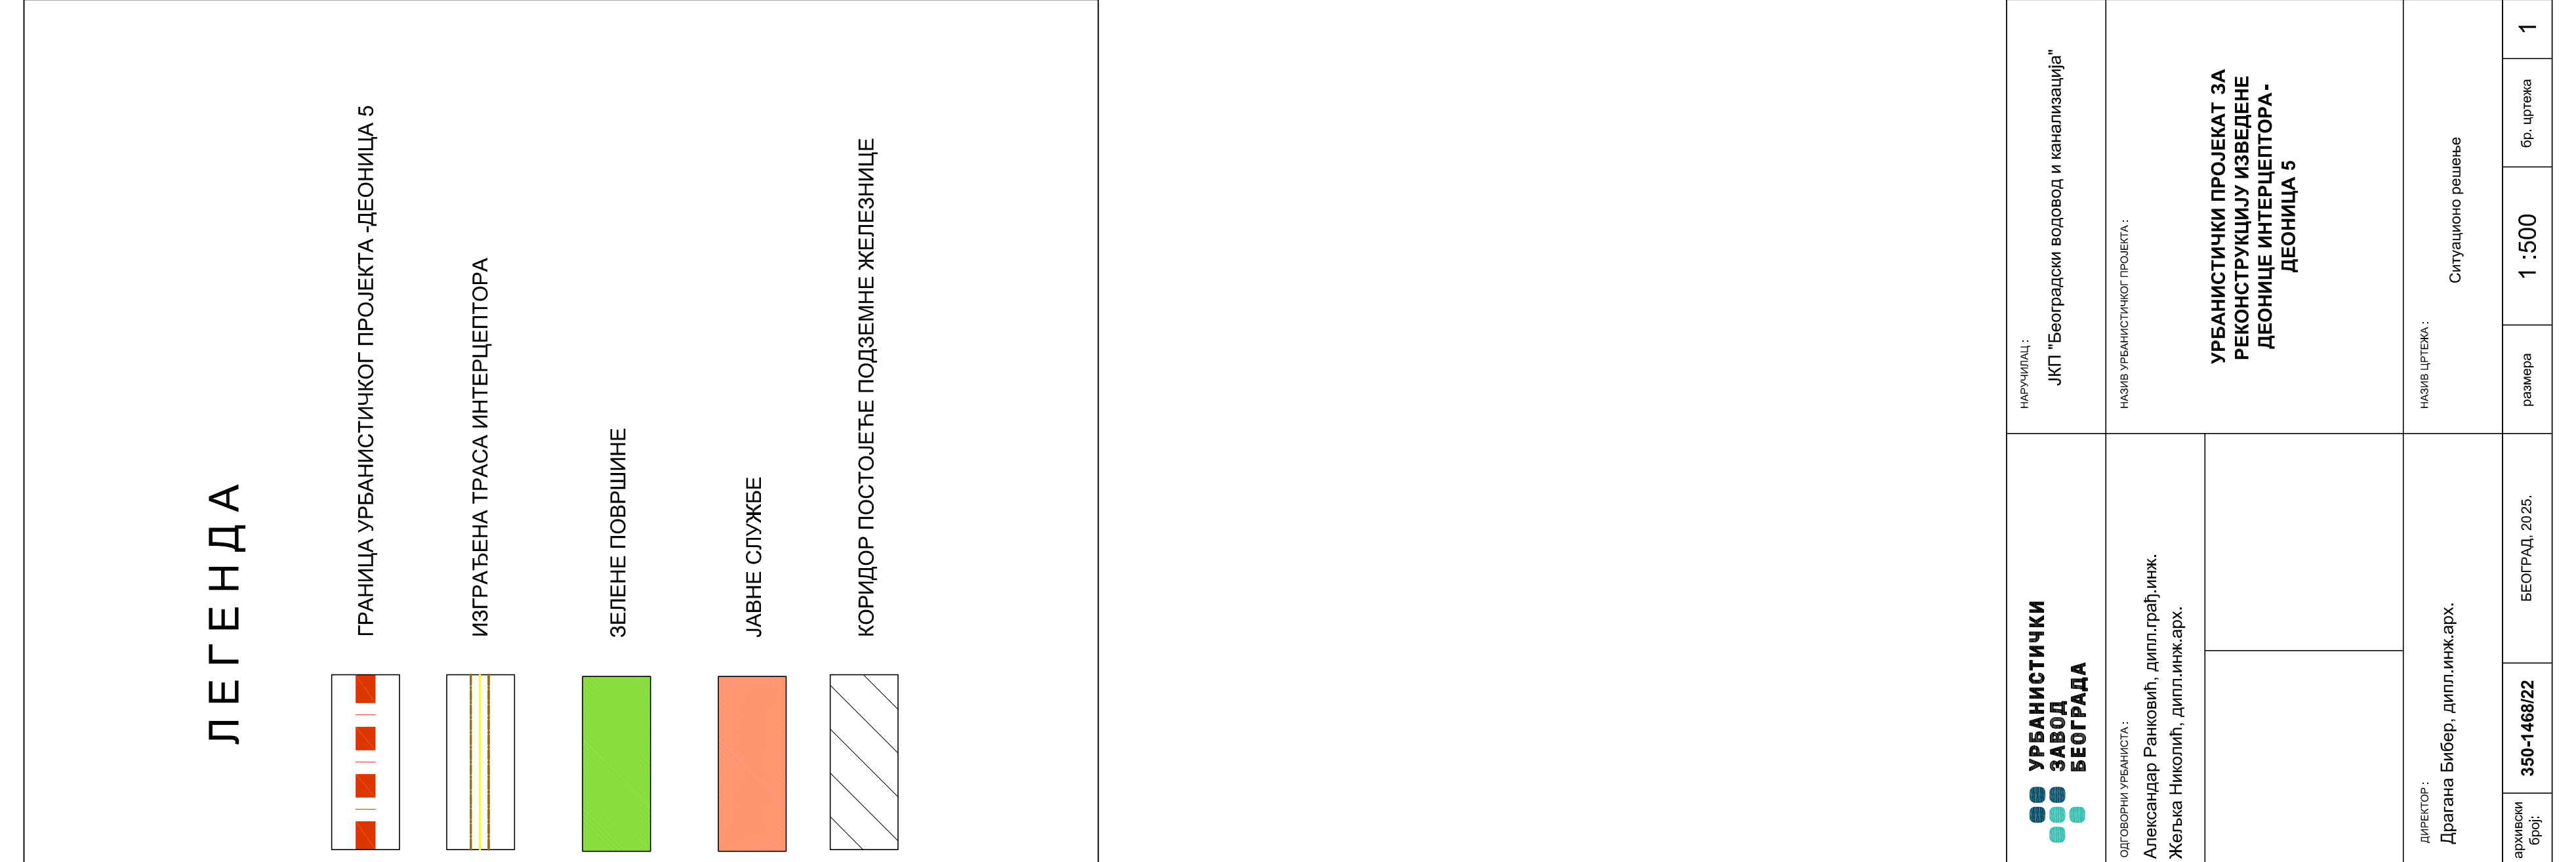 ЛЕГЕНДА
ГРАНИЦА УРБАНИСТИЧКОГ ПРОЈЕКТА -ДЕОНИЦА 5
ИЗГРАЂЕНА ТРАСА ИНТЕРЦЕПТОРА
ЗЕЛЕНЕ ПОВРШИНЕ
ЈАВНЕ СЛУЖБЕ
КОРИДОР ПОСТОЈЕЋЕ ПОДЗЕМНЕ ЖЕЛЕЗНИЦЕ
УРБАНИСТИЧКИ
ЗАВОД
БЕОГРАДА
НАРУЧИЛАЦ :
ЈКП "Београдски водовод и канализација"
ОДГОВОРНИ УРБАНИСТА :
Александар Ранковић, дипл.грађ.инж.
Жељка Николић, дипл.инж.арх.
НАЗИВ УРБАНИСТИЧКОГ ПРОЈЕКТА :
УРБАНИСТИЧКИ ПРОЈЕКАТ ЗА
РЕКОНСТРУКЦИЈУ ИЗВЕДЕНЕ
ДЕОНИЦЕ ИНТЕРЦЕПТОРА-
ДЕОНИЦА 5
ДИРЕКТОР :
Драгана Бибер, дипл.инж.арх.
НАЗИВ ЦРТЕЖА :
Ситуационо решење
архивски
број:
350-1468/22
БЕОГРАД, 2025.
размера
1 :500
бр. цртежа
1